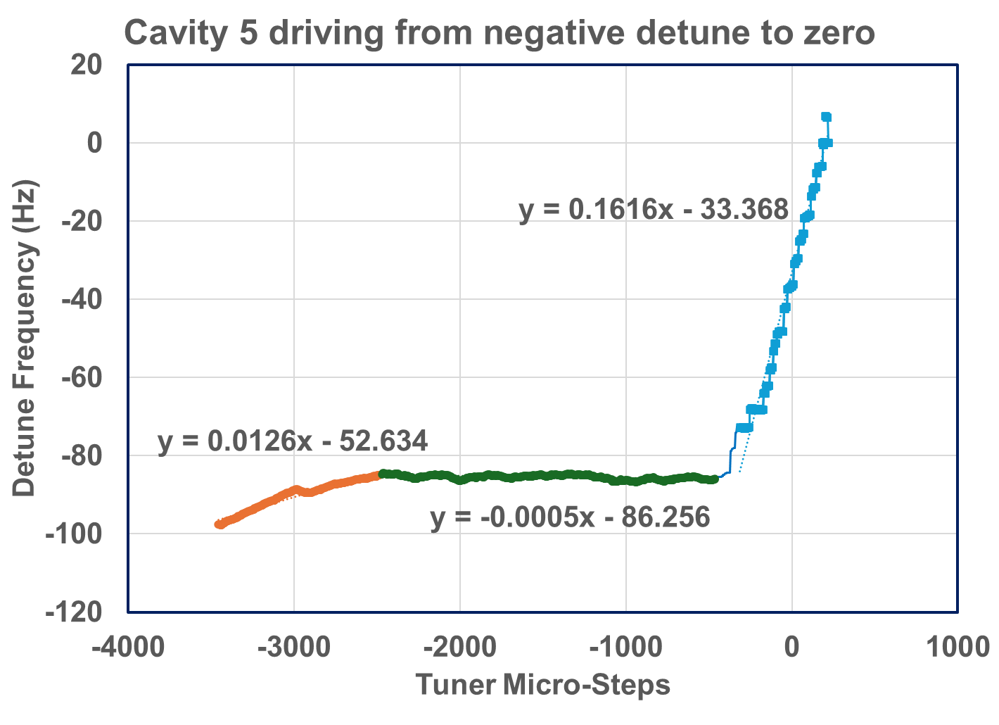 Cavity 5 driving from negative detune to zero
20
0
-20
-40
-60
-80
-100
-120
Detune Frequency (Hz)
y = 0.1616x - 33.368
y = 0.0126x - 52.634
y = -0.0005x - 86.256
-4000 -3000 -2000 -1000 0 1000
Tuner Micro-Steps